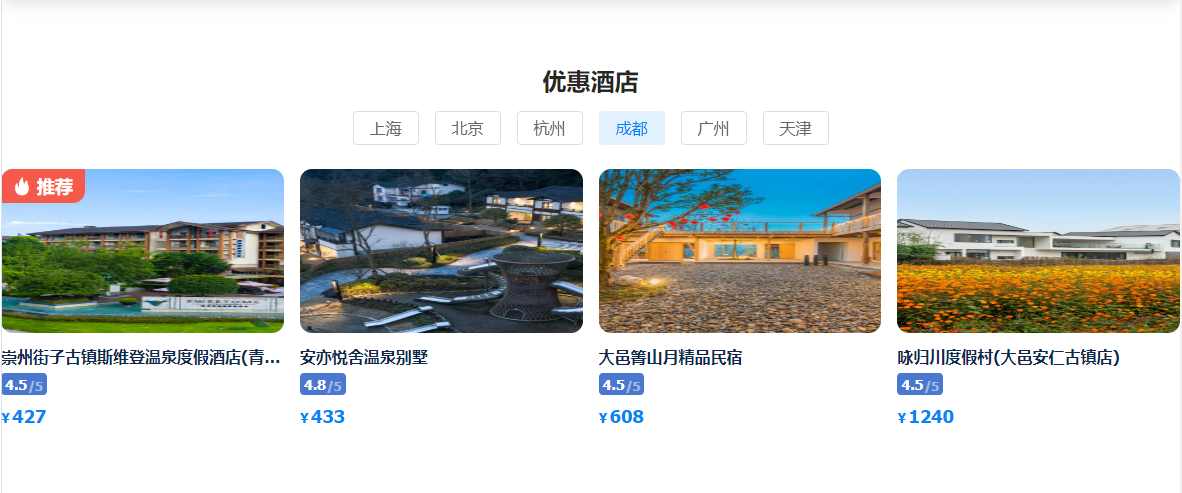 优惠酒店
上海 北京 杭州 成都 广州 天津
推荐
崇州街子古镇斯维登温泉度假酒店(青...
4.5/5
¥427
安亦悦舍温泉别墅
4.8/5
¥433
大邑箐山月精品民宿
4.5/5
¥608
咏归川度假村(大邑安仁古镇店)
4.5/5
¥1240